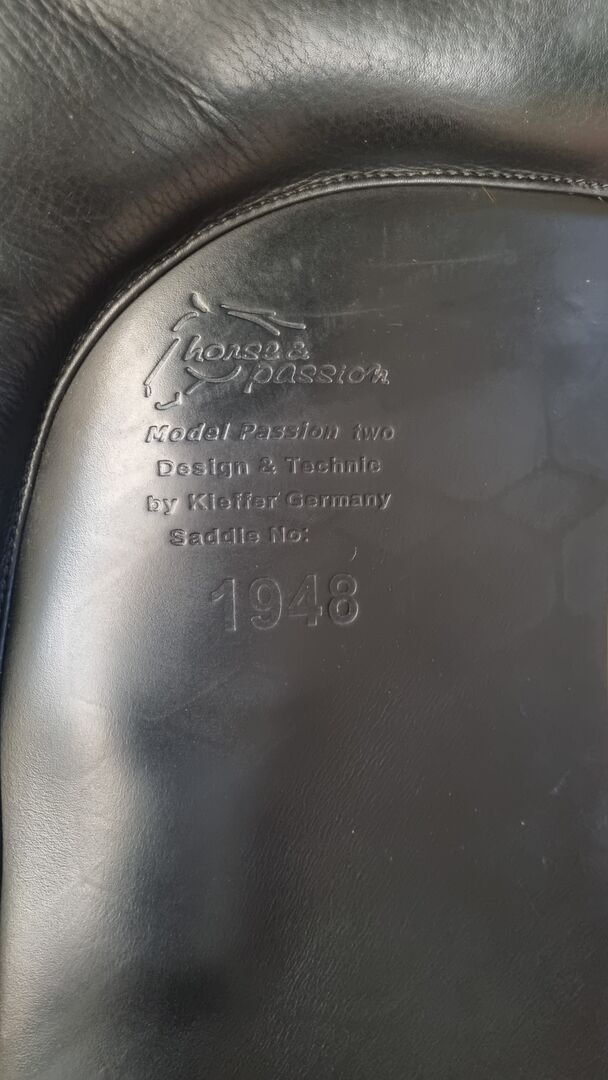 horse &
passion
Model Passion two
Design & Technic
by Kieffer Germany
Saddle No:
1948